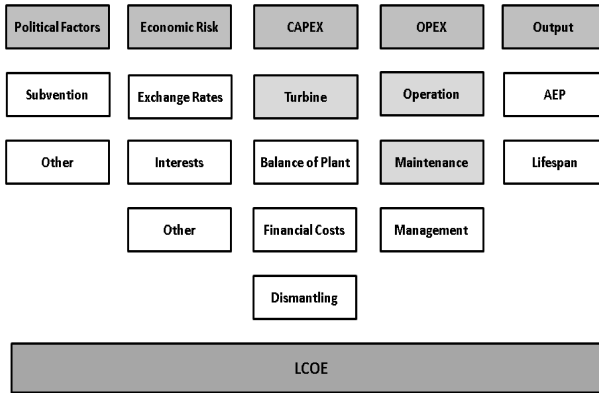 Political Factors
Economic Risk
CAPEX
OPEX
Output
Subvention
Exchange Rates
Turbine
Operation
AEP
Other
Interests
Balance of Plant
Maintenance
Lifespan
Other
Financial Costs
Management
Dismantling
LCOE